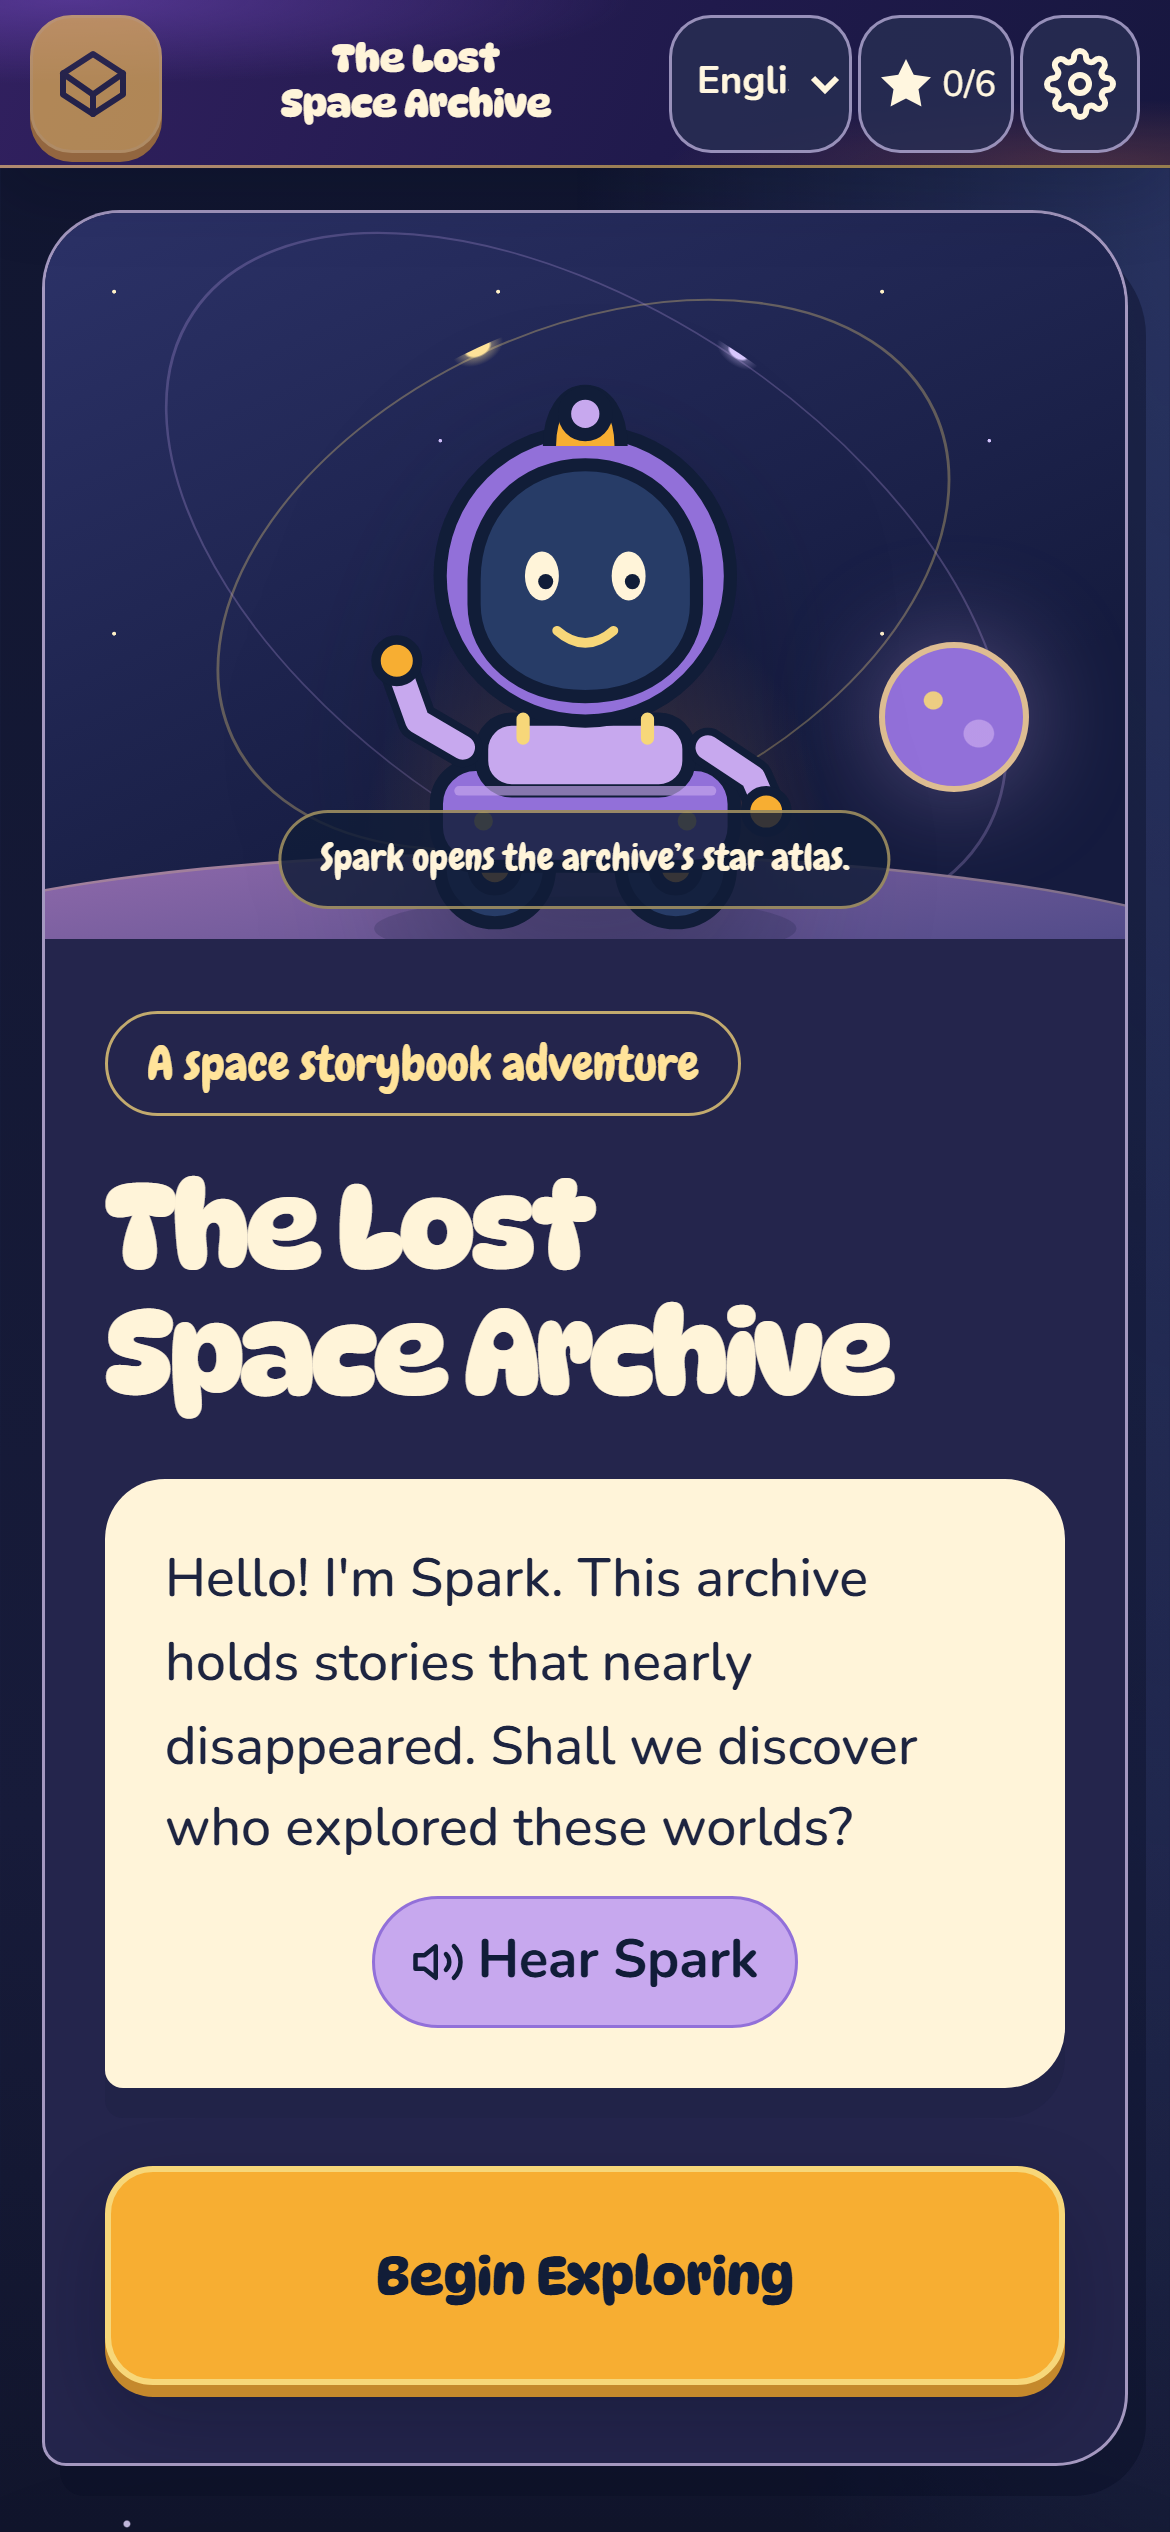 The Lost
Space Archive
Engli
0/6
Spark opens the archive’s star atlas.
A space storybook adventure
The Lost
Space Archive
Hello! I'm Spark. This archive
holds stories that nearly
disappeared. Shall we discover
who explored these worlds?
Hear Spark
Begin Exploring